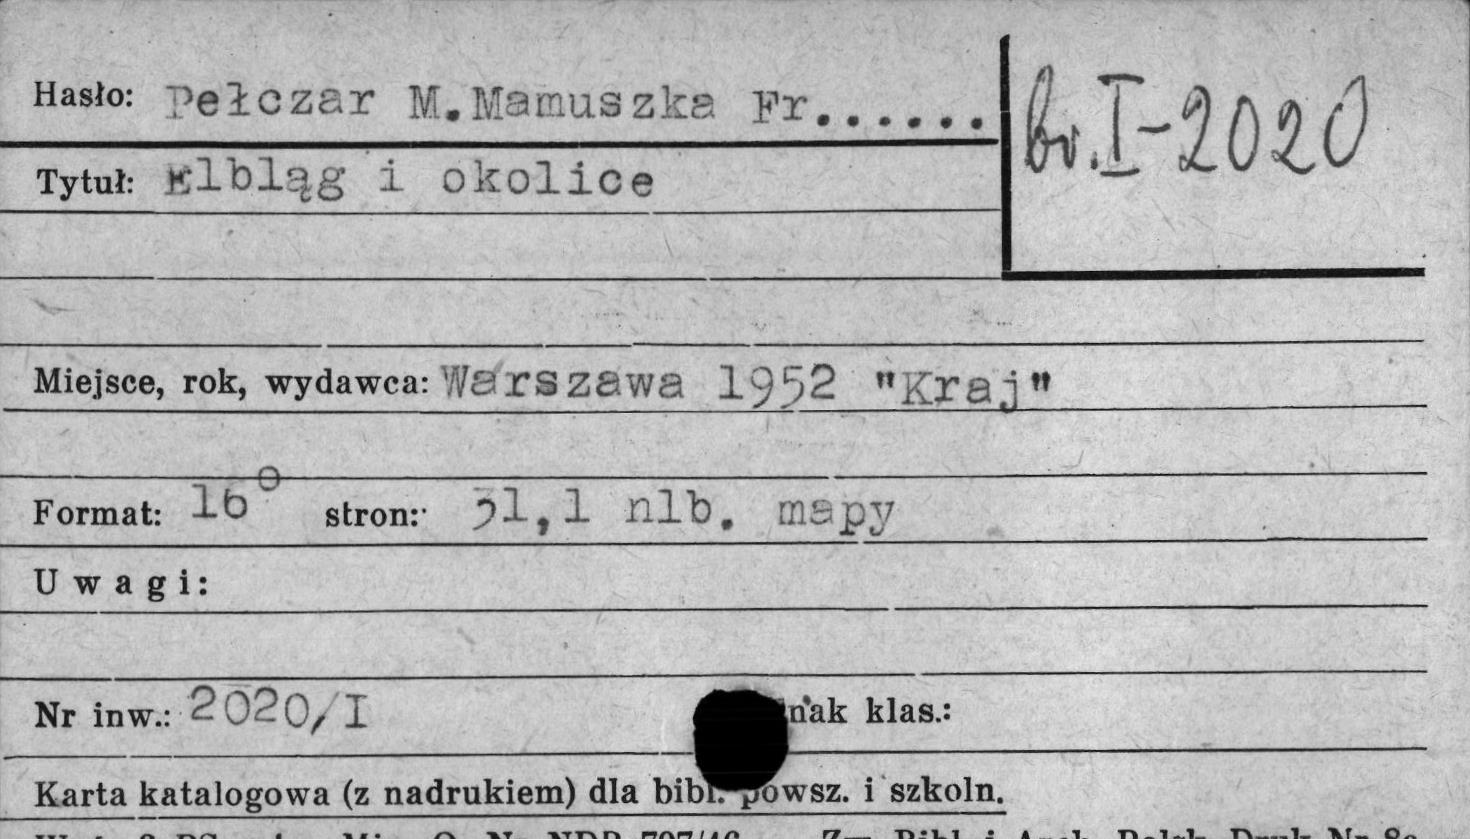 Hasło: Pełczar M.Mamuszka Fr......
br. I-2020
Tytuł: Elbląg i okolice
Miejsce, rok, wydawca: Warszawa 1952 "Kraj"
Format: 16° stron: 31,1 nlb. mapy
Uwagi:
Nr inw.: 2020/I nak klas.:
Karta katalogowa (z nadrukiem) dla bibl. powsz. i szkoln.